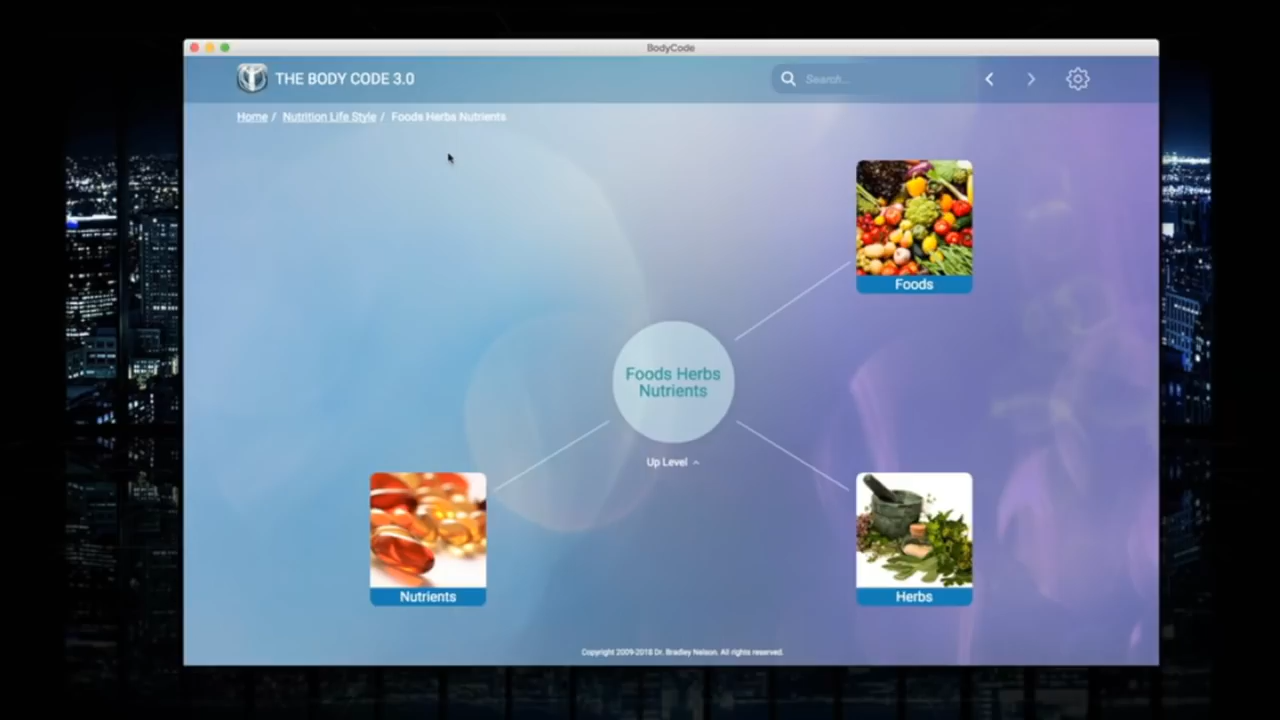 BodyCode
THE BODY CODE 3.0
Search...
Home / Nutrition Life Style / Foods Herbs Nutrients
Foods
Foods Herbs
Nutrients
Up Level
Nutrients
Herbs
Copyright 2009-2018 Dr. Bradley Nelson. All rights reserved.